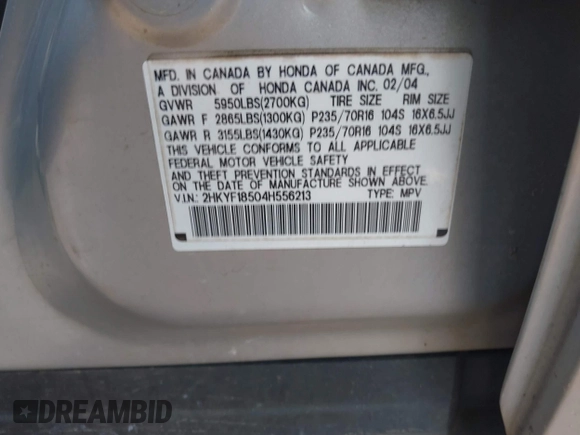 MFD. IN CANADA BY HONDA OF CANADA MFG.,
A DIVISION OF HONDA CANADA INC. 02/04
GVWR 5950LBS(2700KG) TIRE SIZE RIM SIZE
GAWR F 2865LBS(1300KG) P235/70R16 104S 16X6.5JJ
GAWR R 3155LBS(1430KG) P235/70R16 104S 16X6.5JJ
THIS VEHICLE CONFORMS TO ALL APPLICABLE
FEDERAL MOTOR VEHICLE SAFETY
AND THEFT PREVENTION STANDARDS IN EFFECT
ON THE DATE OF MANUFACTURE SHOWN ABOVE.
V.I.N.: 2HKYF18504H556213 TYPE: MPV
DREAMBID